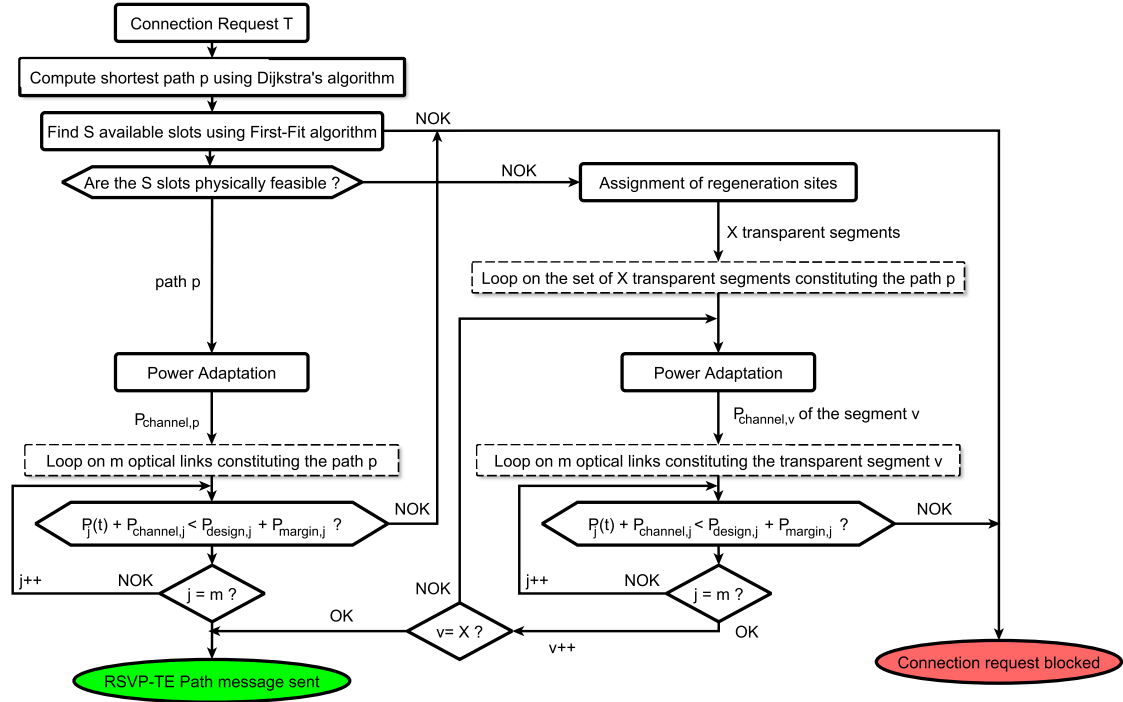 Connection Request T
Compute shortest path p using Dijkstra's algorithm
Find S available slots using First-Fit algorithm
NOK
Are the S slots physically feasible ?
NOK
Assignment of regeneration sites
X transparent segments
Loop on the set of X transparent segments constituting the path p
path p
Power Adaptation
Power Adaptation
Pchannel,p
Pchannel,v of the segment v
Loop on m optical links constituting the path p
Loop on m optical links constituting the transparent segment v
Pj(t) + Pchannel,j < Pdesign,j + Pmargin,j ?
NOK
Pj(t) + Pchannel,j < Pdesign,j + Pmargin,j ?
NOK
j++
NOK
j = m ?
NOK
j++
NOK
j = m ?
OK
v= X ?
v++
OK
RSVP-TE Path message sent
Connection request blocked